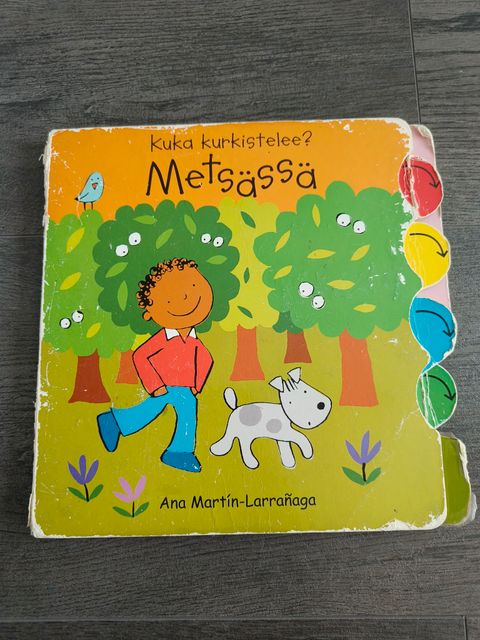 Kuka kurkistelee?
Metsässä
Ana Martín-Larrañaga